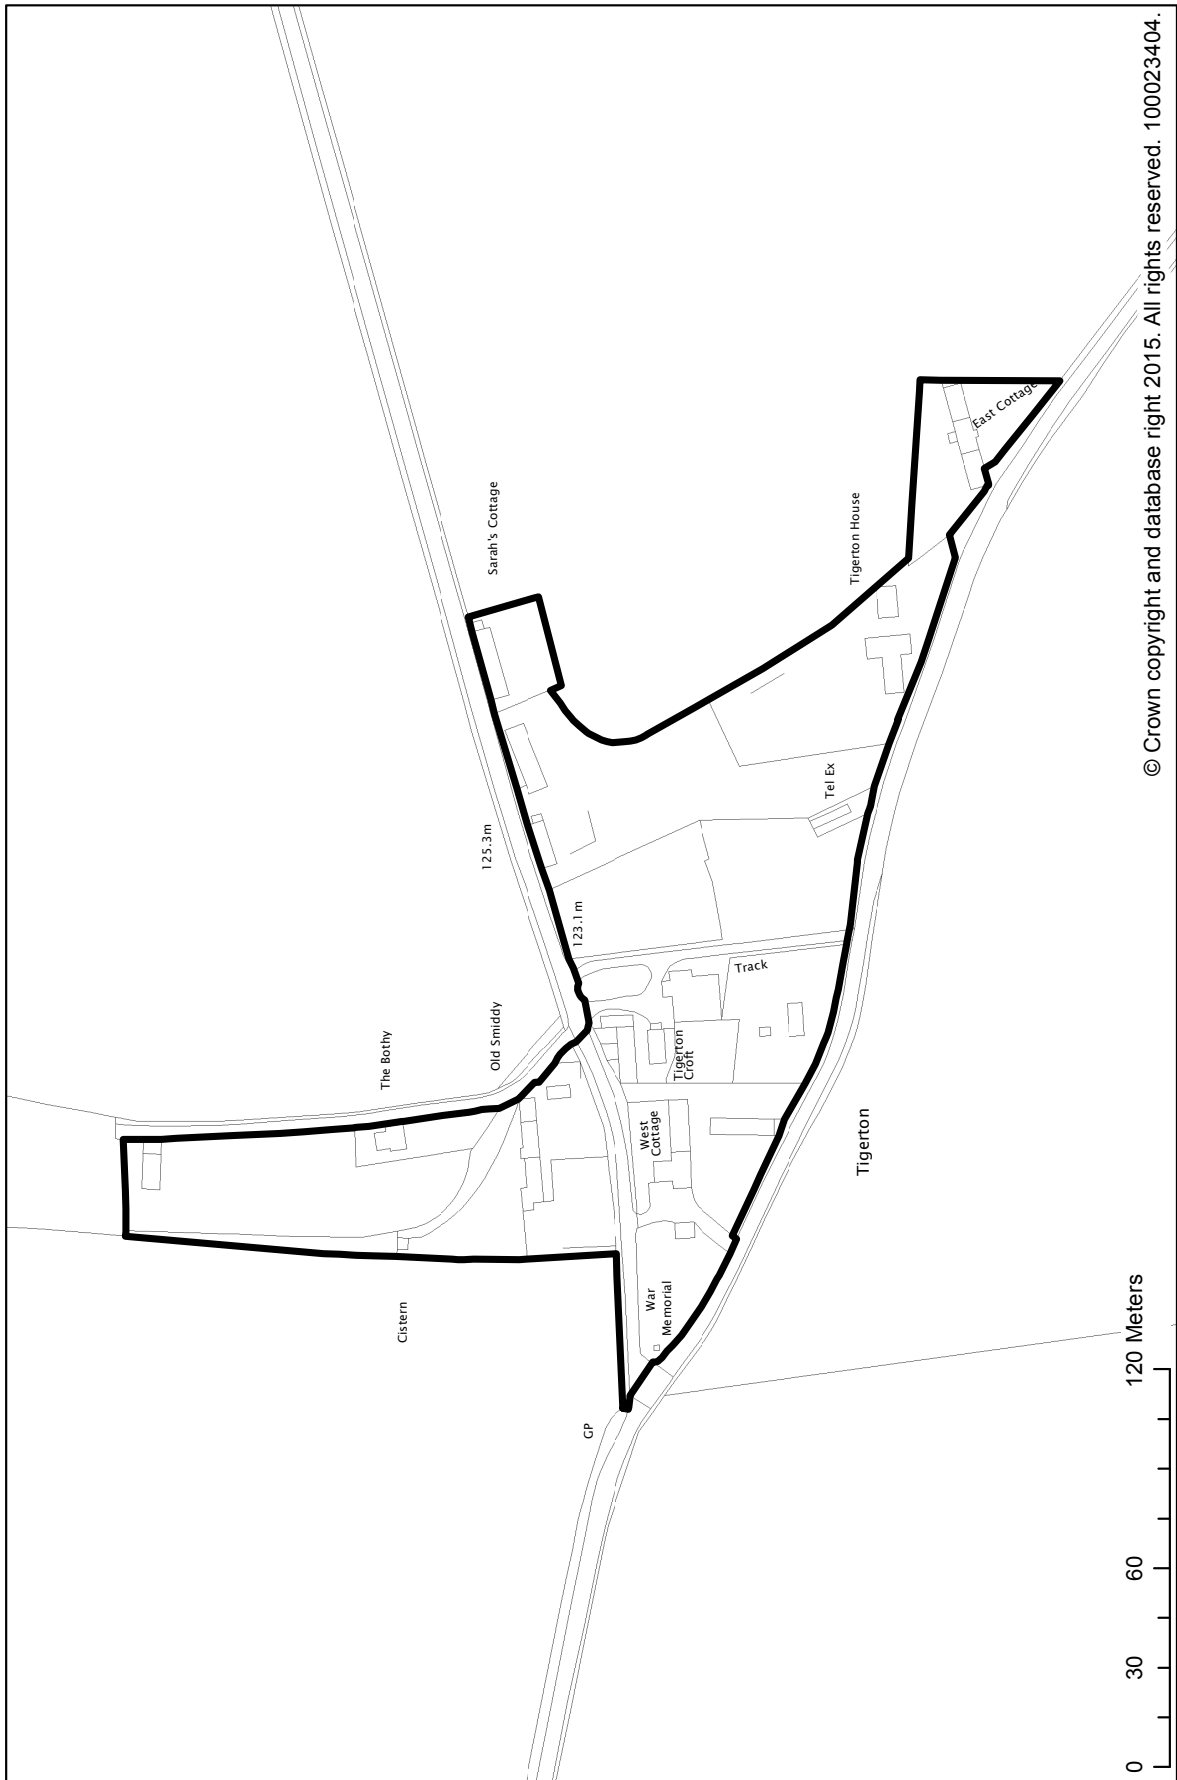 The Bothy
Old Smiddy
Cistern
GP
War
Memorial
West
Cottage
Tigerton
Croft
Track
123.1m
125.3m
Sarah's Cottage
Tel Ex
Tigerton House
East Cottage
Tigerton
0 30 60 120 Meters
© Crown copyright and database right 2015. All rights reserved. 100023404.